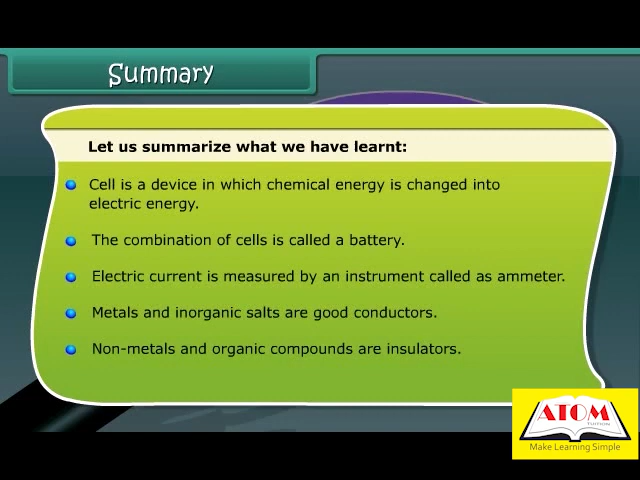 Summary
Let us summarize what we have learnt:
Cell is a device in which chemical energy is changed into
electric energy.
The combination of cells is called a battery.
Electric current is measured by an instrument called as ammeter.
Metals and inorganic salts are good conductors.
Non-metals and organic compounds are insulators.
ATOM
TUITION
Make Learning Simple